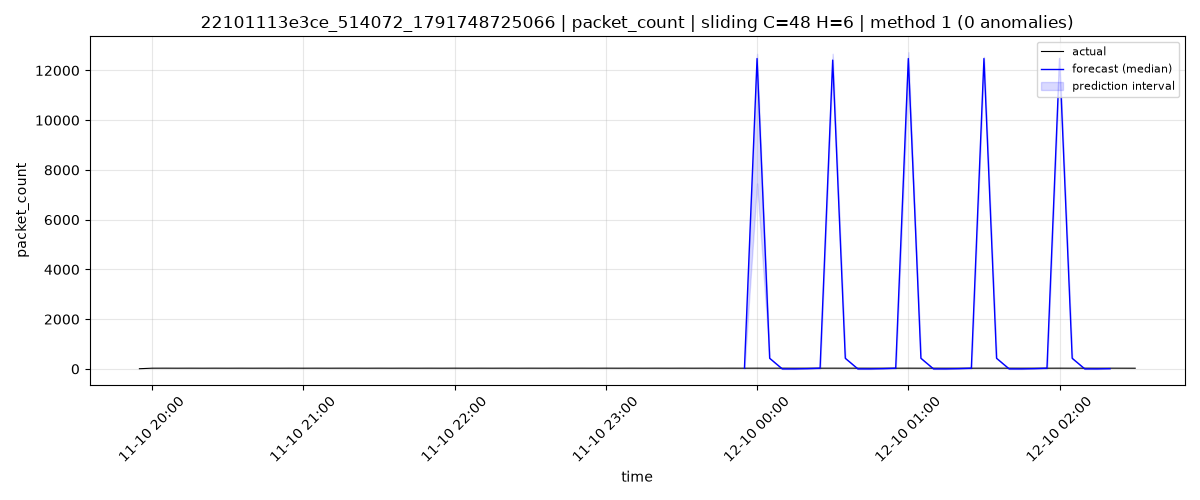 22101113e3ce_514072_1791748725066 | packet_count | sliding C=48 H=6 | method 1 (0 anomalies)
actual
forecast (median)
prediction interval
packet_count
12000
10000
8000
6000
4000
2000
0
11-10 20:00
11-10 21:00
11-10 22:00
11-10 23:00
12-10 00:00
12-10 01:00
12-10 02:00
time